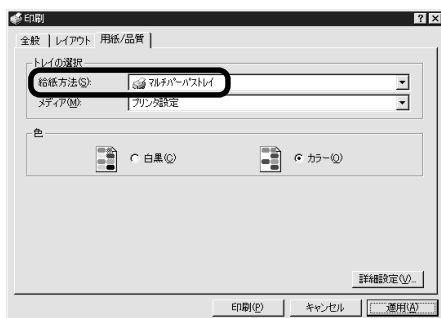 印刷
全般 レイアウト 用紙/品質
トレイの選択
給紙方法(S): マルチパーパストレイ
メディア(M): プリンタ設定
色
白黒(C) カラー(O)
詳細設定(V)...
印刷(P) キャンセル 適用(A)